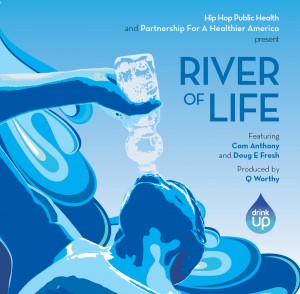 Hip Hop Public Health
and Partnership For A Healthier America
present
RIVER
OF LIFE
Featuring
Cam Anthony
and Doug E Fresh
Produced by
Q Worthy
drink
up